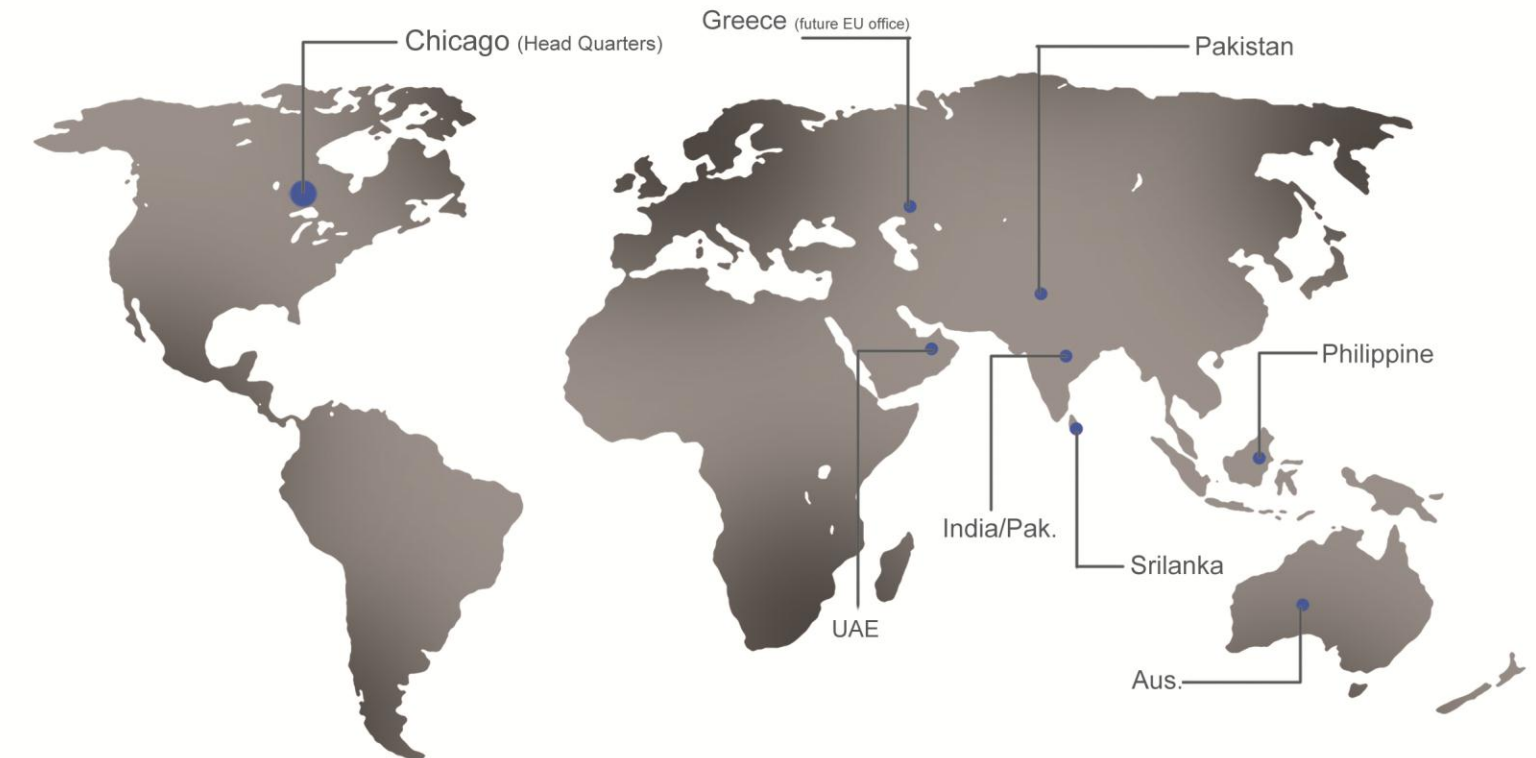 Greece (future EU office)
Chicago (Head Quarters)
Pakistan
Philippine
India/Pak.
Srilanka
UAE
Aus.